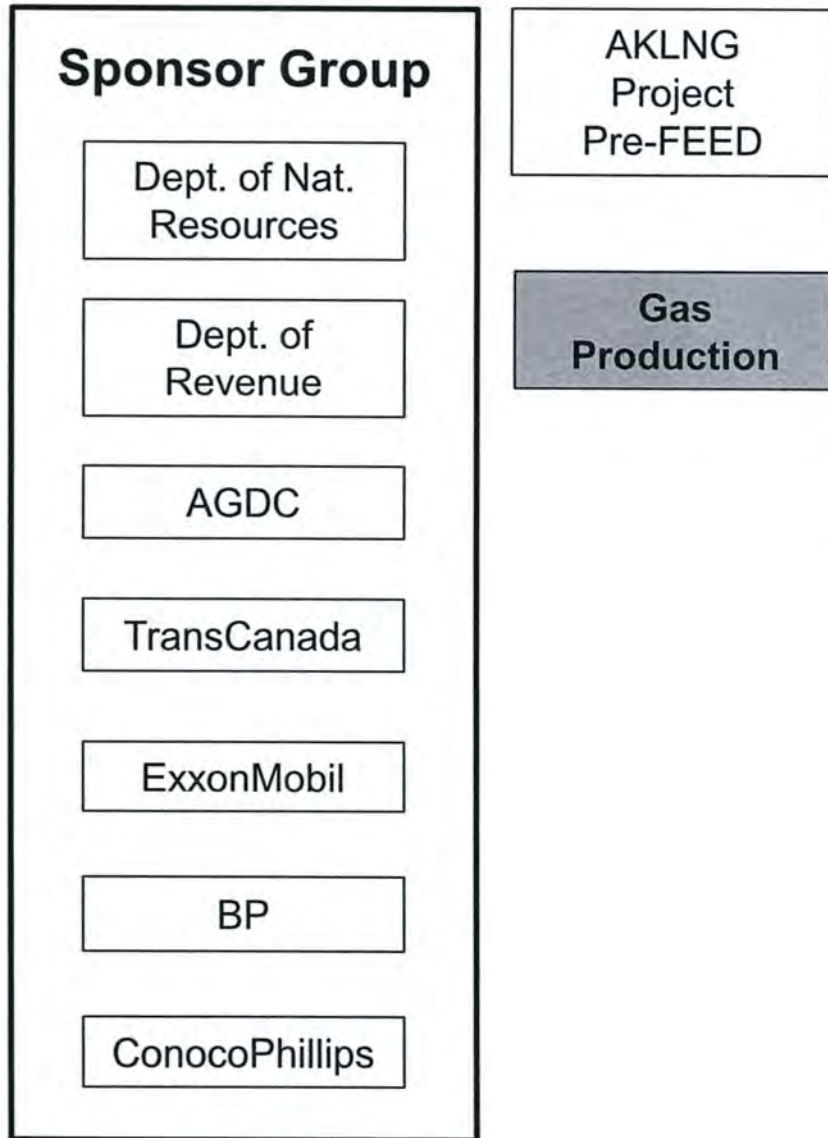 Sponsor Group
Dept. of Nat.
Resources
Dept. of
Revenue
AGDC
TransCanada
ExxonMobil
BP
ConocoPhillips
AKLNG
Project
Pre-FEED
Gas
Production